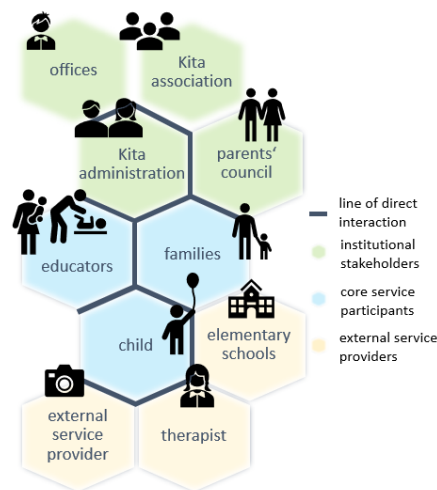 offices
Kita
association
Kita
administration
parents‘
council
educators
families
child
elementary
schools
external
service
provider
therapist
line of direct
interaction
institutional
stakeholders
core service
participants
external service
providers